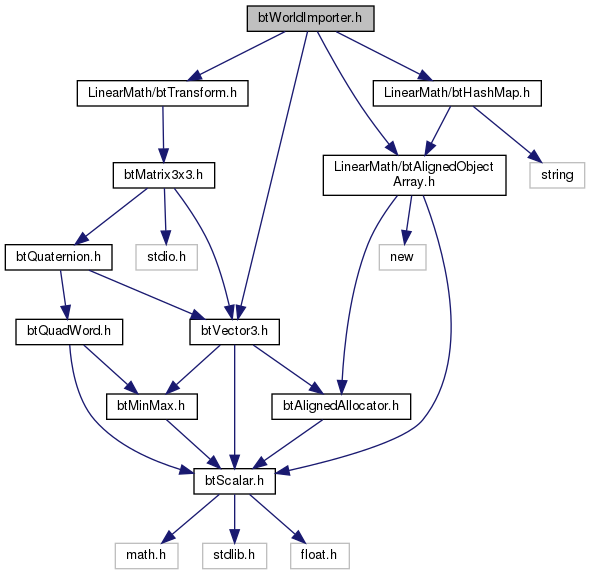 btWorldImporter.h
LinearMath/btTransform.h
LinearMath/btHashMap.h
btMatrix3x3.h
LinearMath/btAlignedObject
Array.h
string
btQuaternion.h
stdio.h
new
btQuadWord.h
btVector3.h
btMinMax.h
btAlignedAllocator.h
btScalar.h
math.h
stdlib.h
float.h